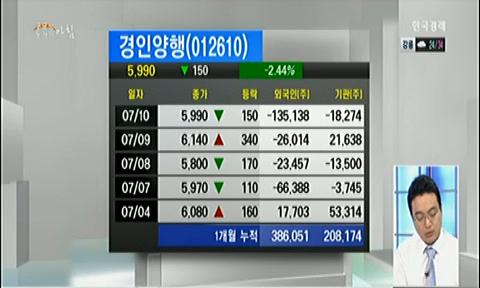 한국경제
강릉 24/34
경인양행(012610)
5,990 ▼ 150 -2.44%
일자 종가 등락 외국인(주) 기관(주)
07/10 5,990 ▼ 150 -135,138 -18,274
07/09 6,140 ▲ 340 -26,014 21,638
07/08 5,800 ▼ 170 -23,457 -13,500
07/07 5,970 ▼ 110 -66,388 -3,745
07/04 6,080 ▲ 160 17,703 53,314
1개월 누적 386,051 208,174